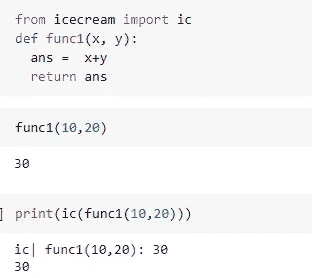 from icecream import ic
def func1(x, y):
  ans =  x+y
  return ans
func1(10,20)
30
] print(ic(func1(10,20)))
ic| func1(10,20): 30
30